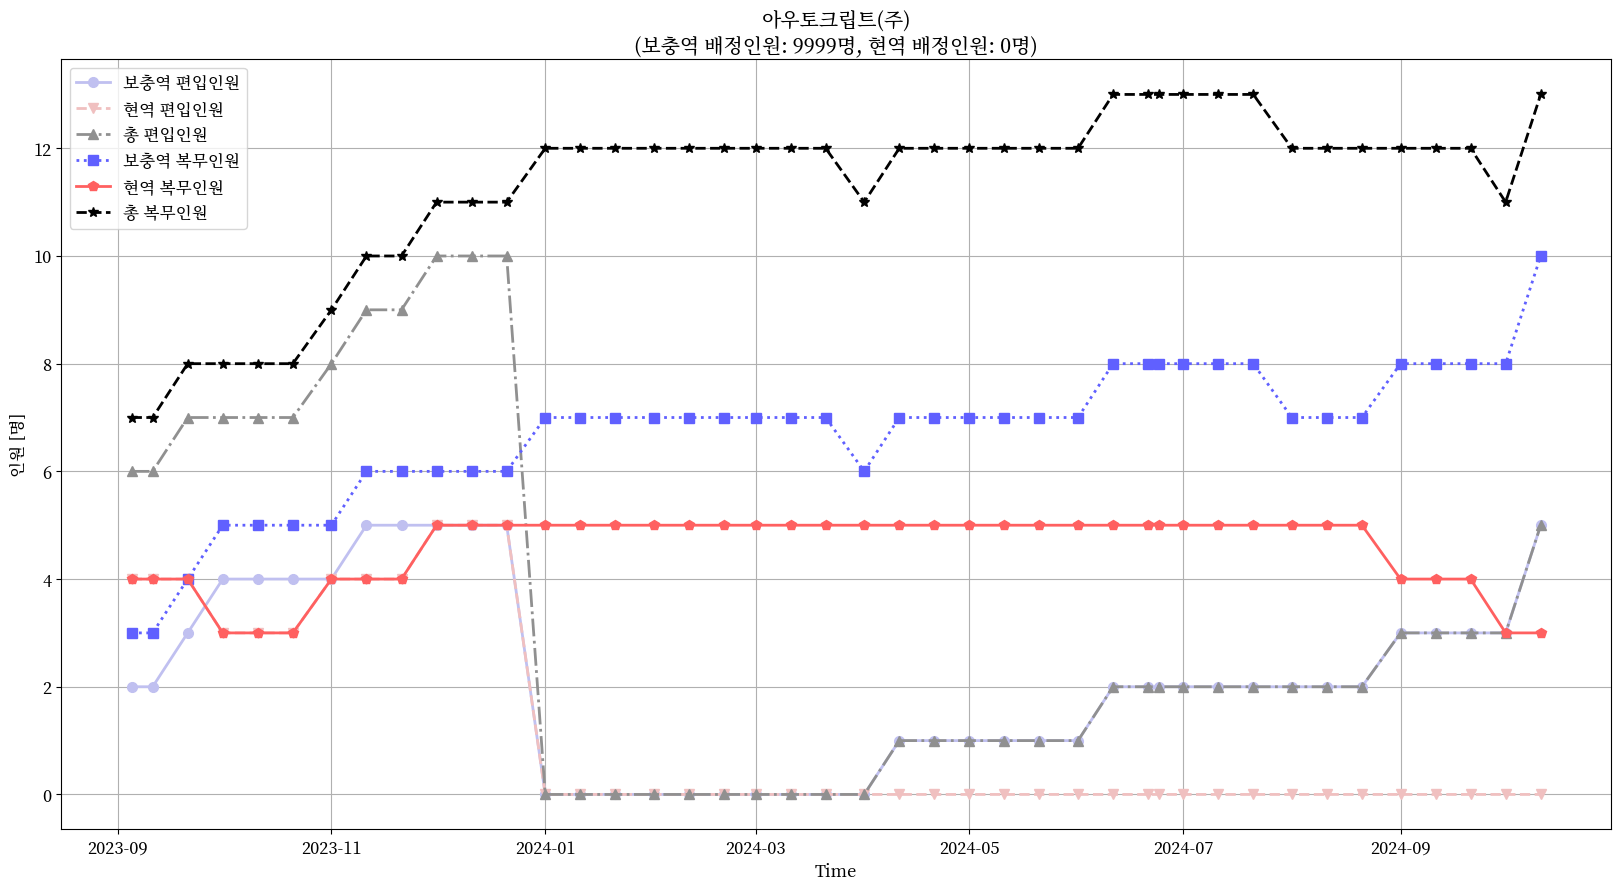 아우토크립트(주)
(보충역 배정인원: 9999명, 현역 배정인원: 0명)
보충역 편입인원
현역 편입인원
총 편입인원
보충역 복무인원
현역 복무인원
총 복무인원
인원 [명]
12
10
8
6
4
2
0
2023-09
2023-11
2024-01
2024-03
2024-05
2024-07
2024-09
Time